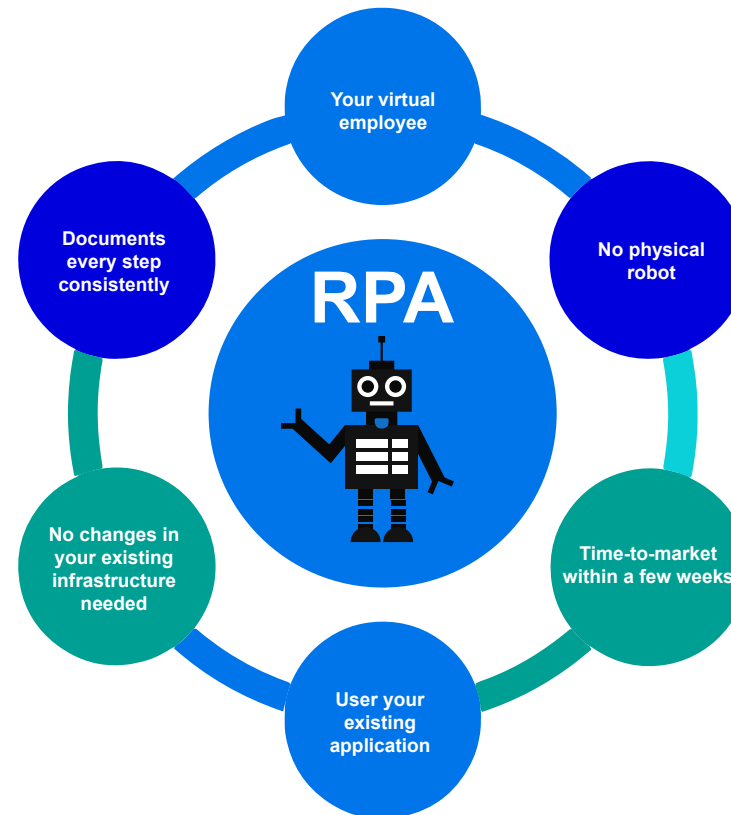 Your virtual
employee
Documents
every step
consistently
No physical
robot
RPA
No changes in
your existing
infrastructure
needed
Time-to-market
within a few weeks
User your
existing
application